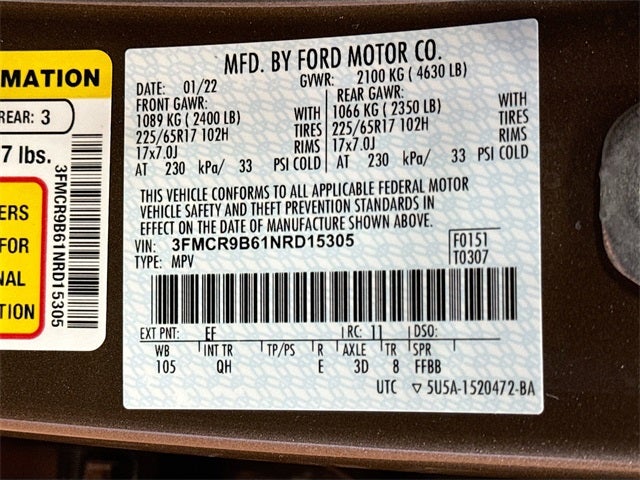 MATION
REAR: 3
7 lbs.
ERS
FOR
NAL
TION
3FMCR9B61NRD15305
MFD. BY FORD MOTOR CO.
DATE: 01/22 GVWR: 2100 KG ( 4630 LB)
FRONT GAWR: REAR GAWR:
1089 KG ( 2400 LB) WITH 1066 KG ( 2350 LB) WITH
225/65R17 102H TIRES 225/65R17 102H TIRES
17x7.0J RIMS 17x7.0J RIMS
AT 230 kPa/ 33 PSI COLD AT 230 kPa/ 33 PSI COLD
THIS VEHICLE CONFORMS TO ALL APPLICABLE FEDERAL MOTOR
VEHICLE SAFETY AND THEFT PREVENTION STANDARDS IN
EFFECT ON THE DATE OF MANUFACTURE SHOWN ABOVE.
VIN: 3FMCR9B61NRD15305 F0151
TYPE: MPV T0307
EXT PNT: EF RC: 11 DSO:
WB INT TR TP/PS R AXLE TR SPR
105 QH E 3D 8 FFBB
UTC ▽ 5U5A-1520472-BA